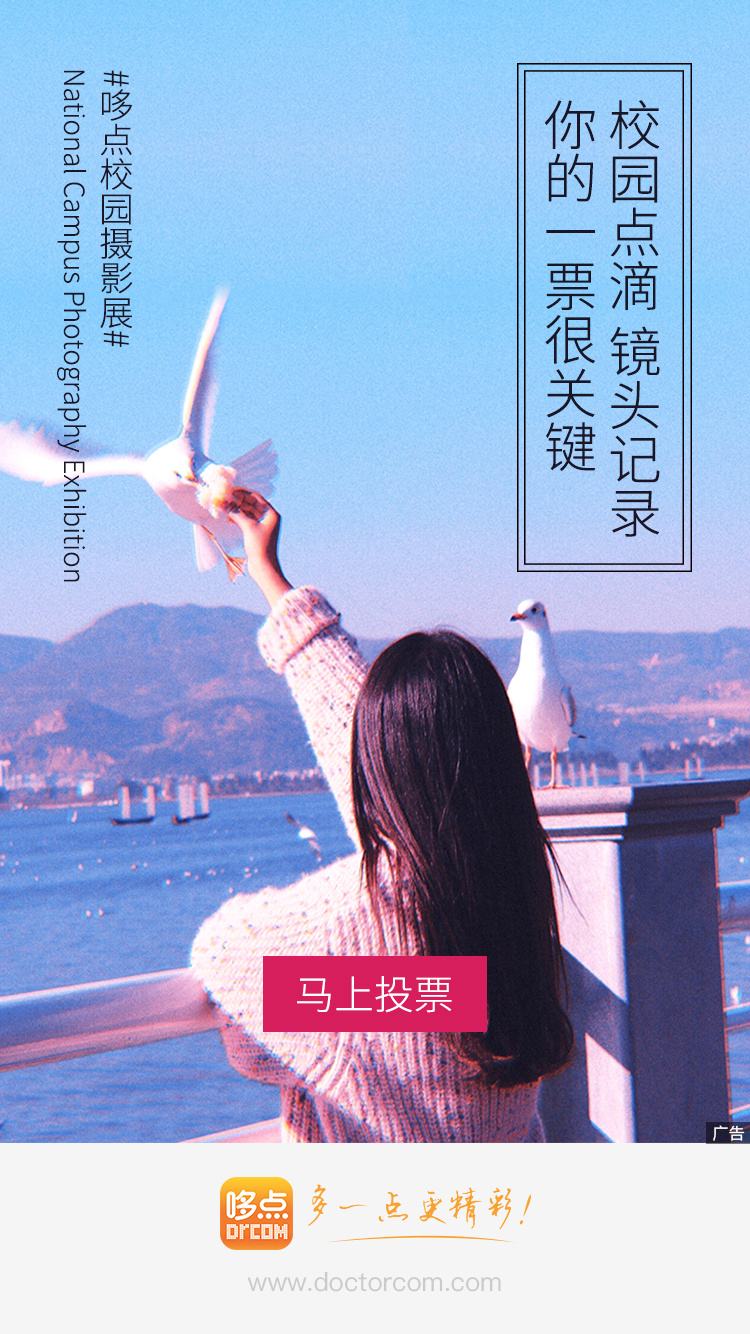 校园点滴 镜头记录
你的一票很关键
#哆点校园摄影展#
National Campus Photography Exhibition
马上投票
广告
哆点
Drcom
多一点更精彩!
www.doctorcom.com